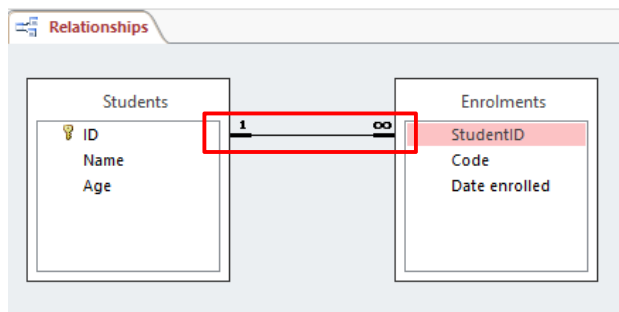 Relationships
Students
ID
Name
Age
1 ∞
Enrolments
StudentID
Code
Date enrolled